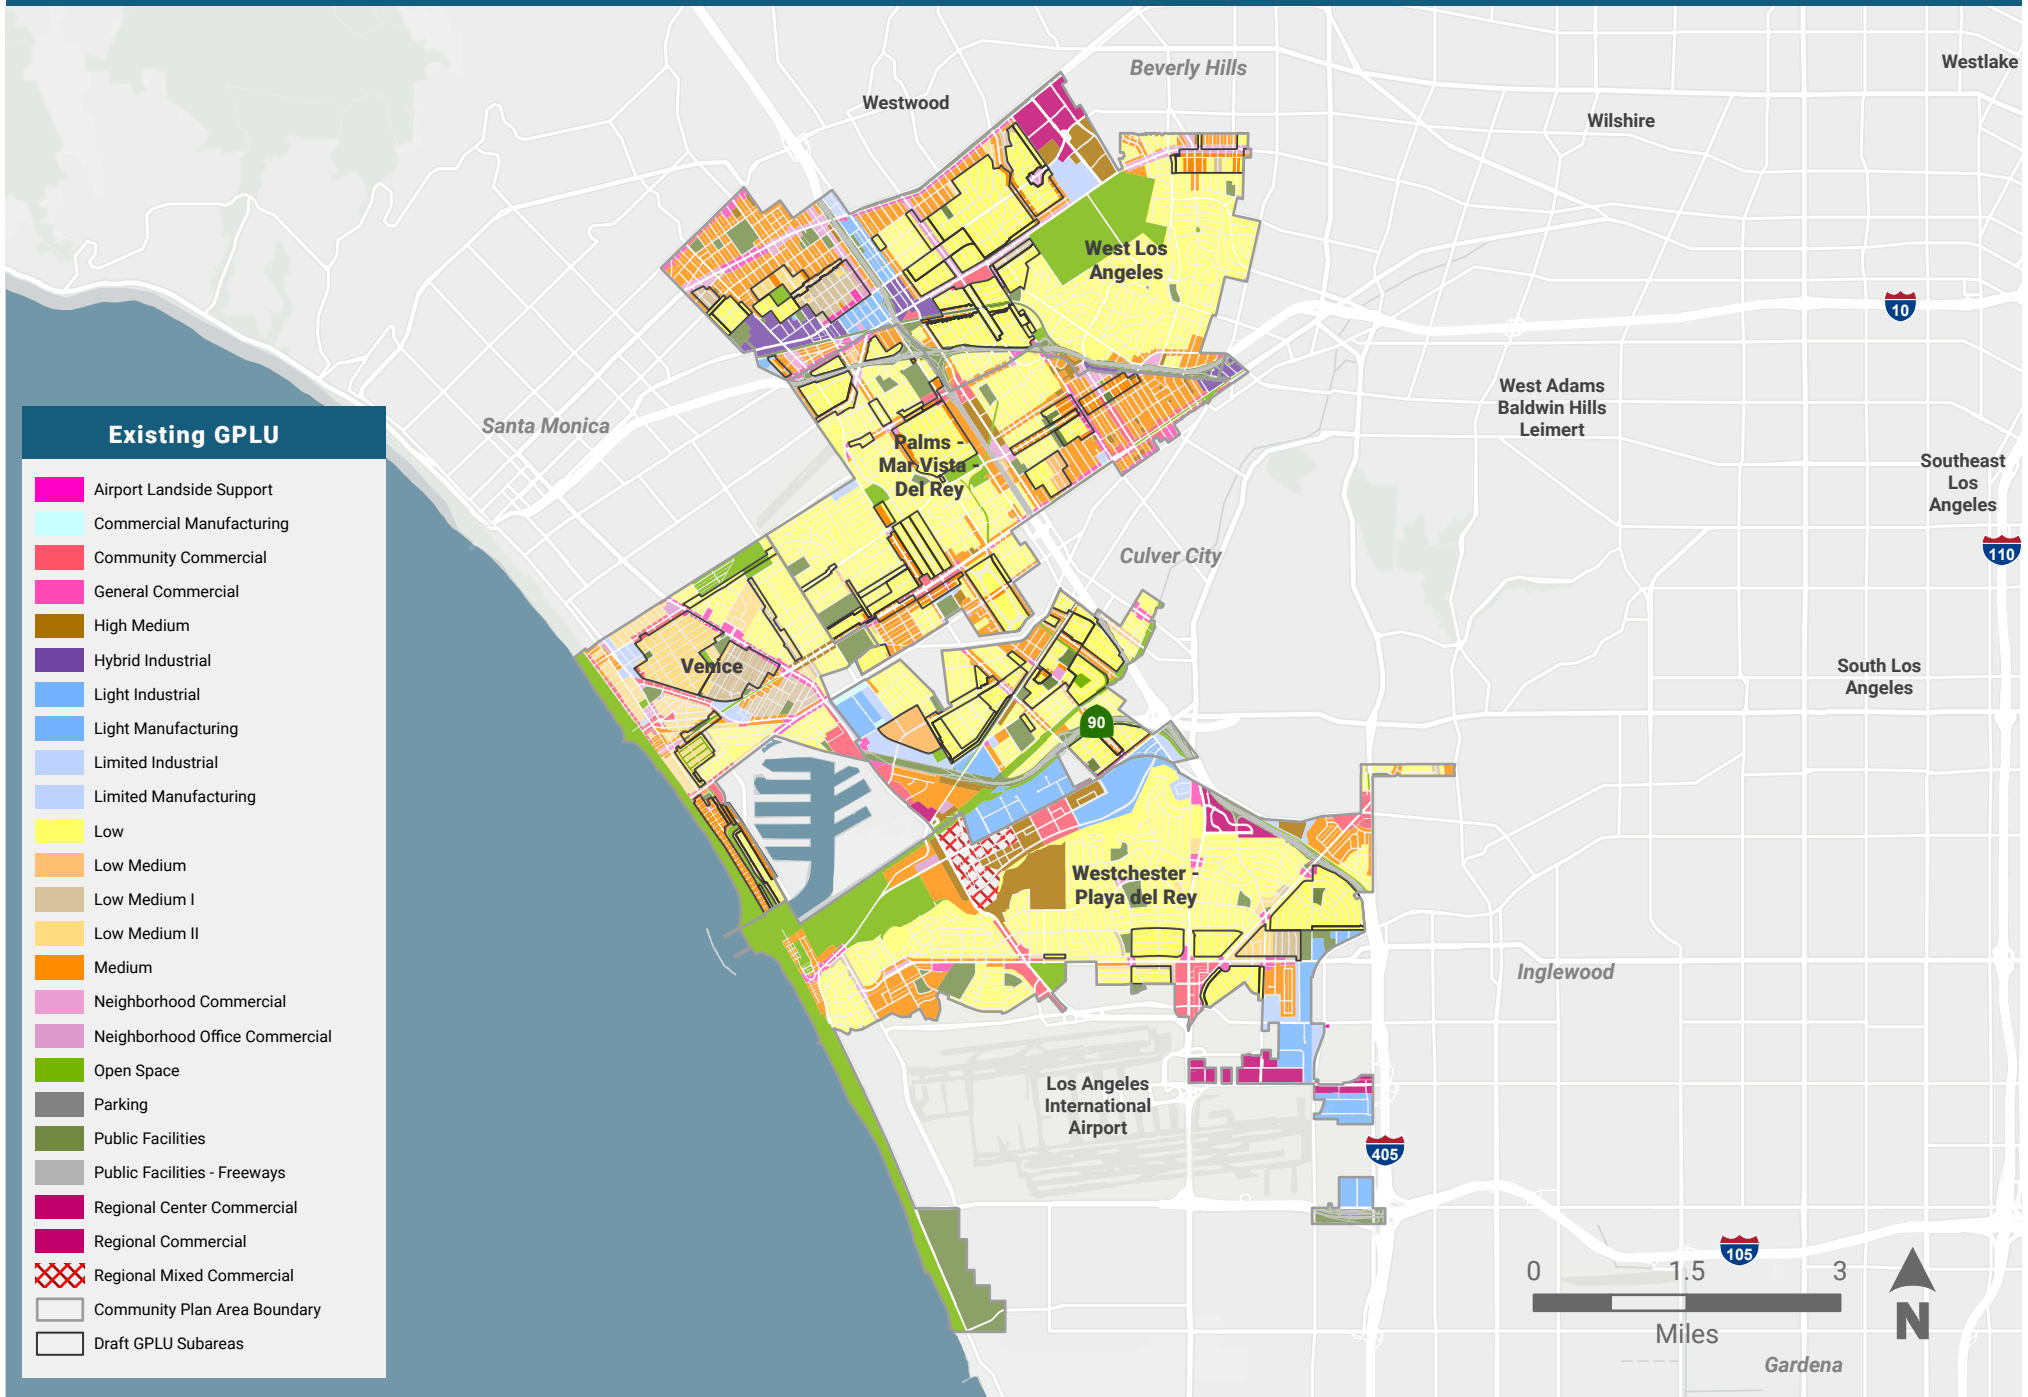 Beverly Hills
Westlake
Westwood
Wilshire
West Los
Angeles
10
West Adams
Baldwin Hills
Leimert
Santa Monica
Palms -
Mar Vista -
Del Rey
Southeast
Los
Angeles
110
Culver City
Venice
South Los
Angeles
90
Westchester -
Playa del Rey
Inglewood
Los Angeles
International
Airport
405
105
Gardena
Existing GPLU
Airport Landside Support
Commercial Manufacturing
Community Commercial
General Commercial
High Medium
Hybrid Industrial
Light Industrial
Light Manufacturing
Limited Industrial
Limited Manufacturing
Low
Low Medium
Low Medium I
Low Medium II
Medium
Neighborhood Commercial
Neighborhood Office Commercial
Open Space
Parking
Public Facilities
Public Facilities - Freeways
Regional Center Commercial
Regional Commercial
Regional Mixed Commercial
Community Plan Area Boundary
Draft GPLU Subareas
0 1.5 3
Miles
N